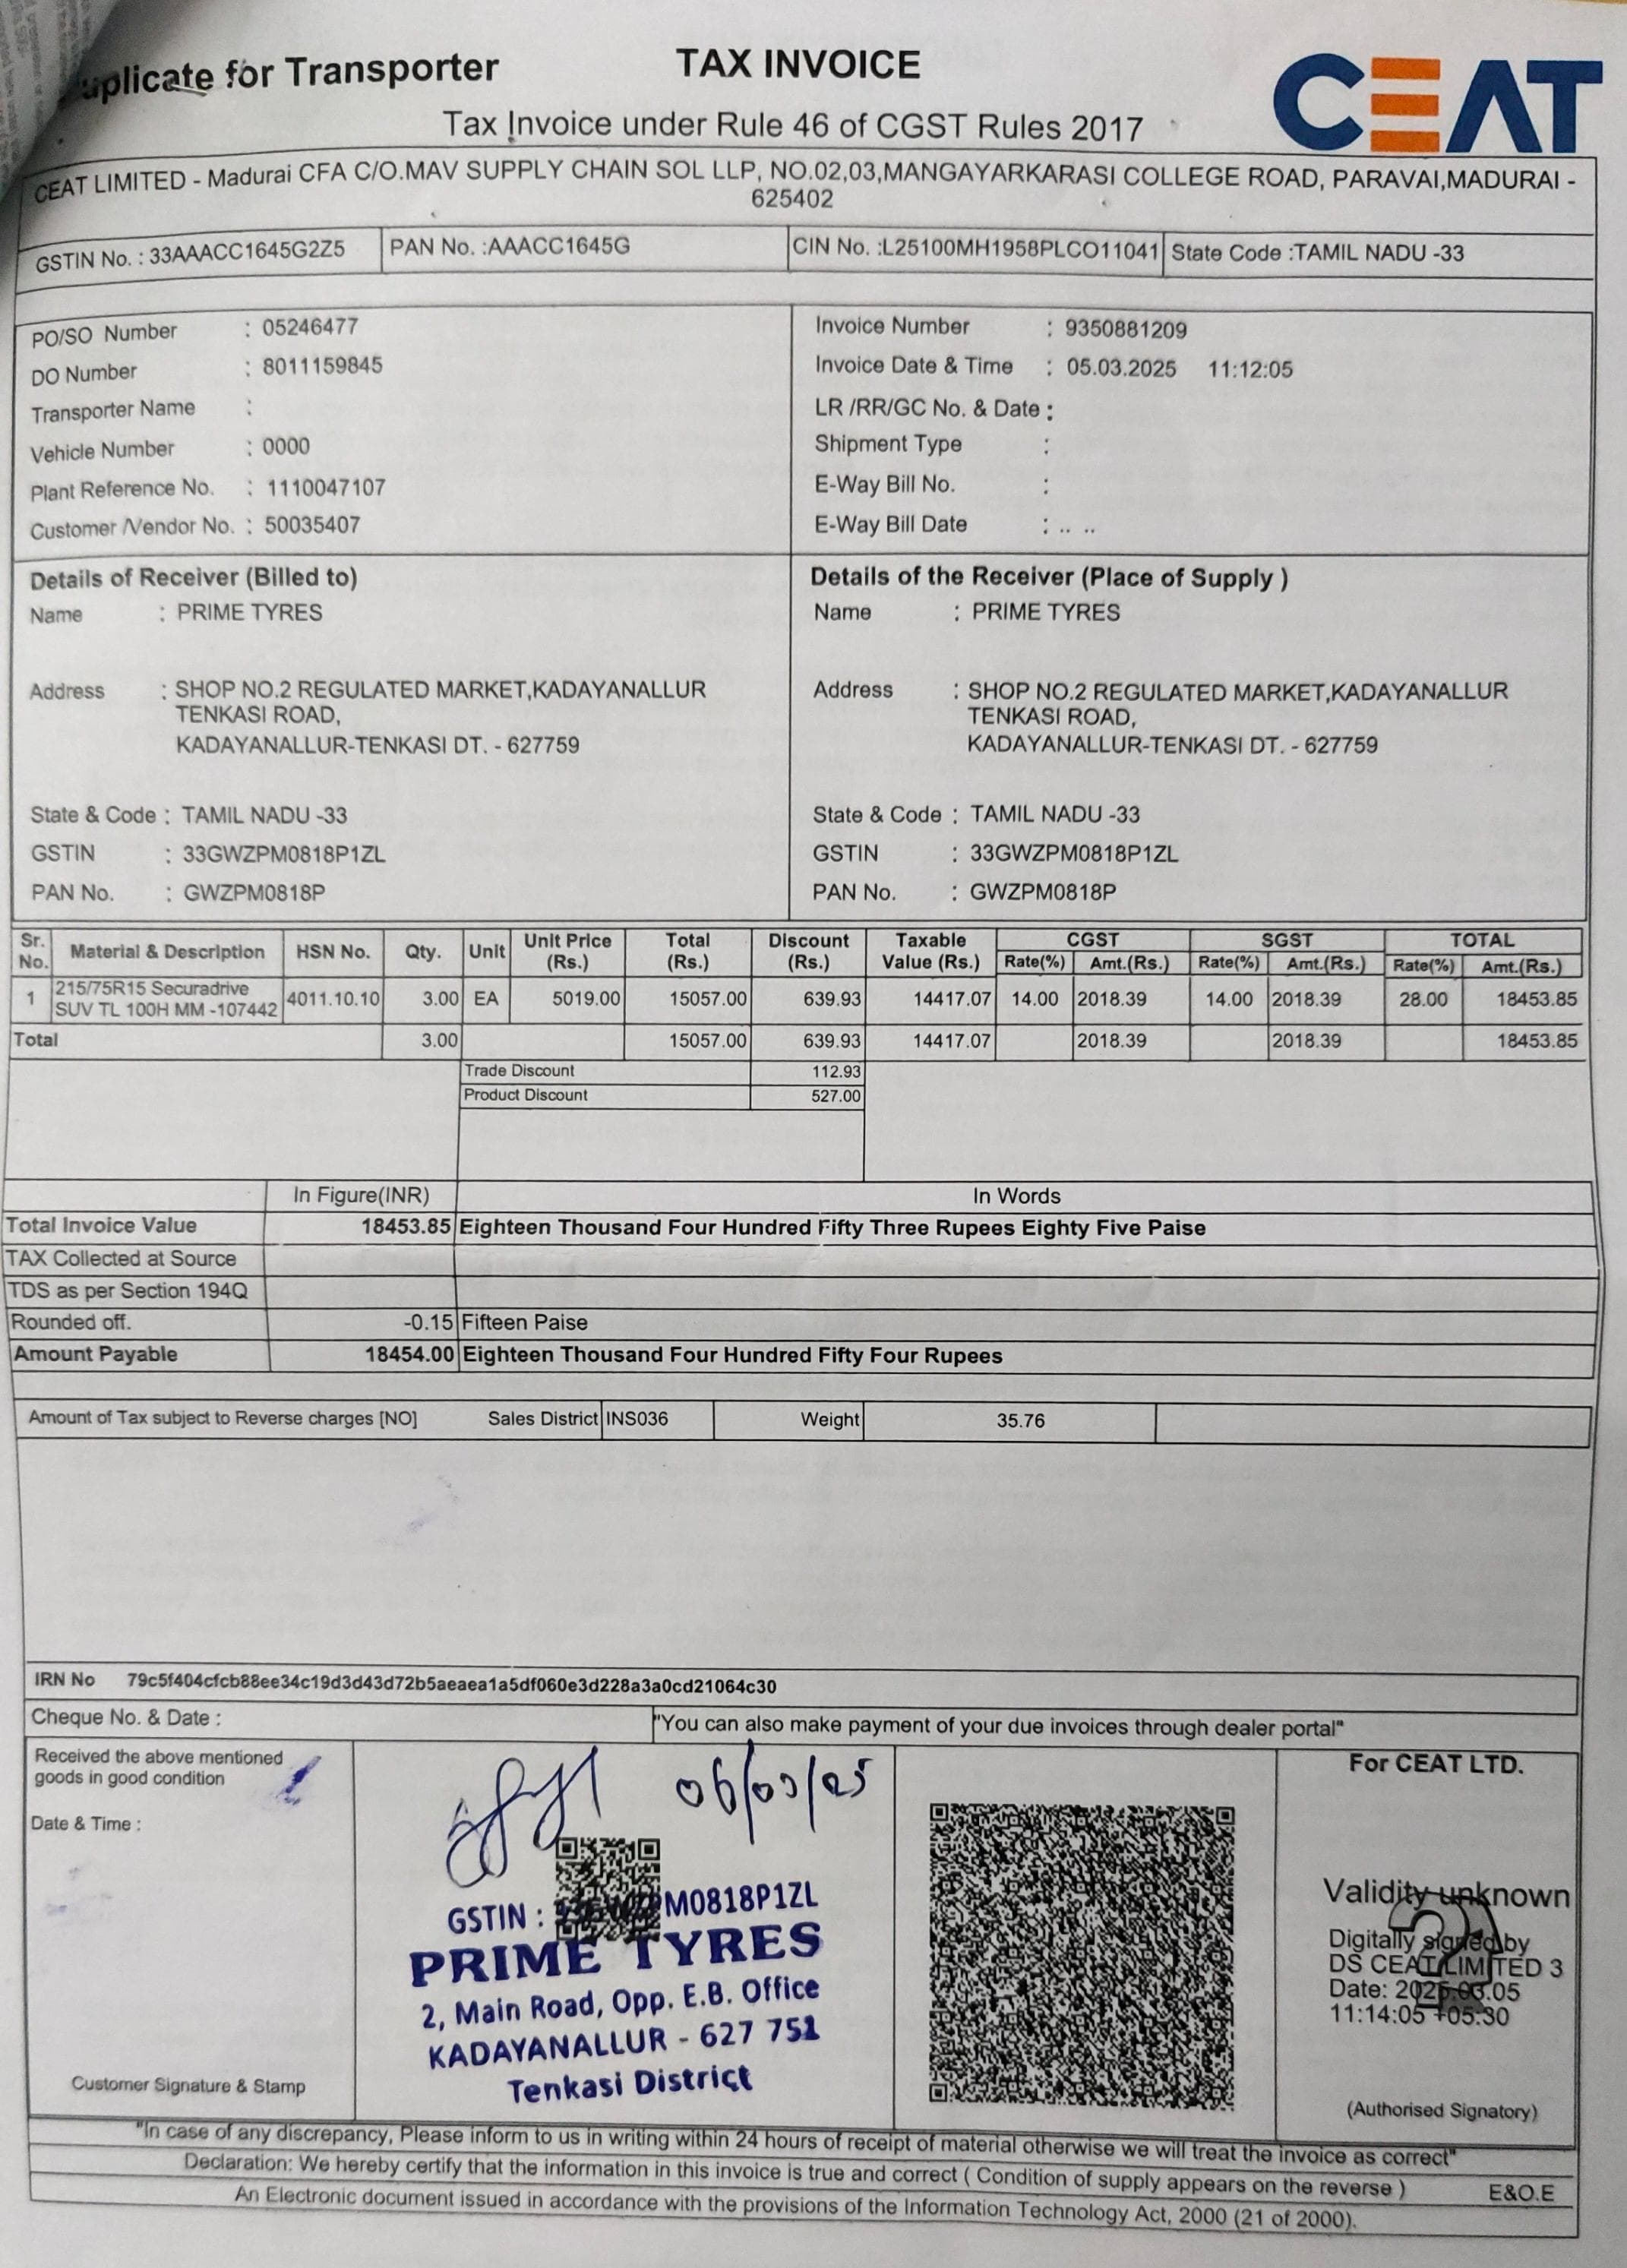 uplicate for Transporter
TAX INVOICE
CEAT
Tax Invoice under Rule 46 of CGST Rules 2017
CEAT LIMITED - Madurai CFA C/O.MAV SUPPLY CHAIN SOL LLP, NO.02,03,MANGAYARKARASI COLLEGE ROAD, PARAVAI,MADURAI -
625402
GSTIN No. : 33AAACC1645G2Z5 PAN No. :AAACC1645G CIN No. :L25100MH1958PLCO11041 State Code :TAMIL NADU -33
PO/SO Number : 05246477
DO Number : 8011159845
Transporter Name :
Vehicle Number : 0000
Plant Reference No. : 1110047107
Customer /Vendor No. : 50035407
Invoice Number : 9350881209
Invoice Date & Time : 05.03.2025 11:12:05
LR /RR/GC No. & Date :
Shipment Type :
E-Way Bill No. :
E-Way Bill Date : .. ..
Details of Receiver (Billed to)
Name : PRIME TYRES
Address : SHOP NO.2 REGULATED MARKET,KADAYANALLUR
TENKASI ROAD,
KADAYANALLUR-TENKASI DT. - 627759
State & Code : TAMIL NADU -33
GSTIN : 33GWZPM0818P1ZL
PAN No. : GWZPM0818P
Details of the Receiver (Place of Supply )
Name : PRIME TYRES
Address : SHOP NO.2 REGULATED MARKET,KADAYANALLUR
TENKASI ROAD,
KADAYANALLUR-TENKASI DT. - 627759
State & Code : TAMIL NADU -33
GSTIN : 33GWZPM0818P1ZL
PAN No. : GWZPM0818P
Sr. No. Material & Description HSN No. Qty. Unit Unit Price (Rs.) Total (Rs.) Discount (Rs.) Taxable Value (Rs.) CGST SGST TOTAL
Rate(%) Amt.(Rs.) Rate(%) Amt.(Rs.) Rate(%) Amt.(Rs.)
1 215/75R15 Securadrive
SUV TL 100H MM -107442 4011.10.10 3.00 EA 5019.00 15057.00 639.93 14417.07 14.00 2018.39 14.00 2018.39 28.00 18453.85
Total 3.00 15057.00 639.93 14417.07 2018.39 2018.39 18453.85
Trade Discount 112.93
Product Discount 527.00
In Figure(INR) In Words
Total Invoice Value 18453.85 Eighteen Thousand Four Hundred Fifty Three Rupees Eighty Five Paise
TAX Collected at Source
TDS as per Section 194Q
Rounded off. -0.15 Fifteen Paise
Amount Payable 18454.00 Eighteen Thousand Four Hundred Fifty Four Rupees
Amount of Tax subject to Reverse charges [NO] Sales District INS036 Weight 35.76
IRN No 79c5f404cfcb88ee34c19d3d43d72b5aeaea1a5df060e3d228a3a0cd21064c30
Cheque No. & Date : "You can also make payment of your due invoices through dealer portal"
Received the above mentioned
goods in good condition
Date & Time :
Customer Signature & Stamp
06/03/25
GSTIN : M0818P1ZL
PRIME TYRES
2, Main Road, Opp. E.B. Office
KADAYANALLUR - 627 751
Tenkasi District
For CEAT LTD.
Validity unknown
Digitally signed by
DS CEAT LIMITED 3
Date: 2025.03.05
11:14:05 +05:30
(Authorised Signatory)
"In case of any discrepancy, Please inform to us in writing within 24 hours of receipt of material otherwise we will treat the invoice as correct"
Declaration: We hereby certify that the information in this invoice is true and correct ( Condition of supply appears on the reverse ) E&O.E
An Electronic document issued in accordance with the provisions of the Information Technology Act, 2000 (21 of 2000).